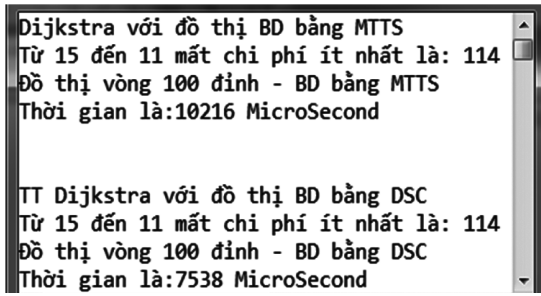 Dijkstra với đồ thị BD bằng MTTS
Từ 15 đến 11 mất chi phí ít nhất là: 114
Đồ thị vòng 100 đỉnh - BD bằng MTTS
Thời gian là:10216 MicroSecond
TT Dijkstra với đồ thị BD bằng DSC
Từ 15 đến 11 mất chi phí ít nhất là: 114
Đồ thị vòng 100 đỉnh - BD bằng DSC
Thời gian là:7538 MicroSecond